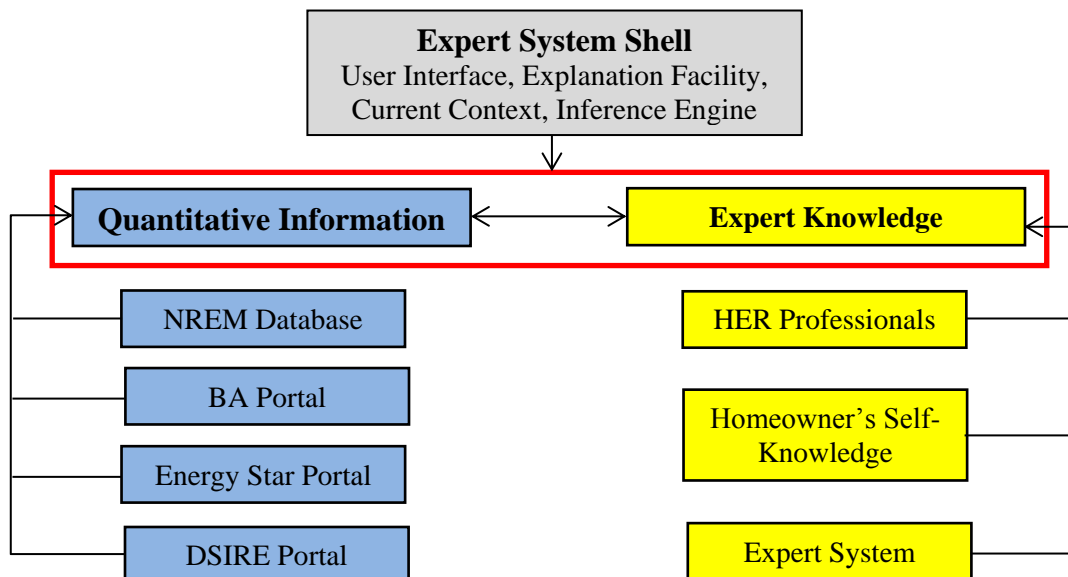 Expert System Shell
User Interface, Explanation Facility,
Current Context, Inference Engine
Quantitative Information
Expert Knowledge
NREM Database
BA Portal
Energy Star Portal
DSIRE Portal
HER Professionals
Homeowner's Self-
Knowledge
Expert System